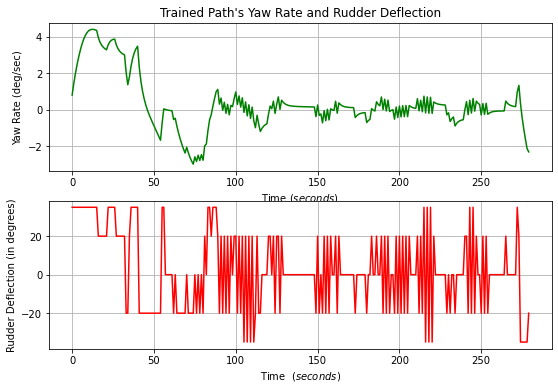 Trained Path's Yaw Rate and Rudder Deflection
Yaw Rate (deg/sec)
4
2
0
−2
0 50 100 150 200 250
Time (seconds)
Rudder Deflection (in degrees)
20
0
−20
0 50 100 150 200 250
Time (seconds)